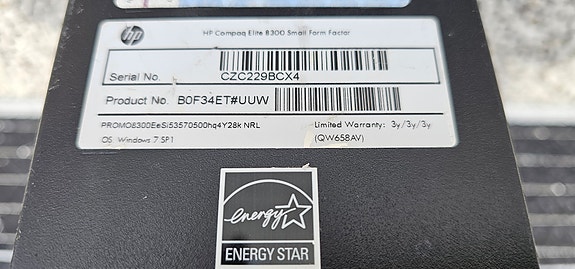 hp
HP Compaq Elite 8300 Small Form Factor
Serial No. CZC229BCX4
Product No. B0F34ET#UUW
PROMO8300EeSi53570500hq4Y28k NRL
Limited Warranty: 3y/3y/3y
OS Windows 7 SP1
(QW658AV)
energy
ENERGY STAR